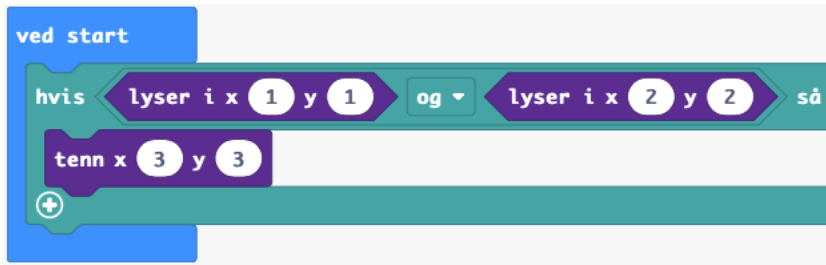 ved start
hvis lyser i x 1 y 1 og lyser i x 2 y 2 så
tenn x 3 y 3